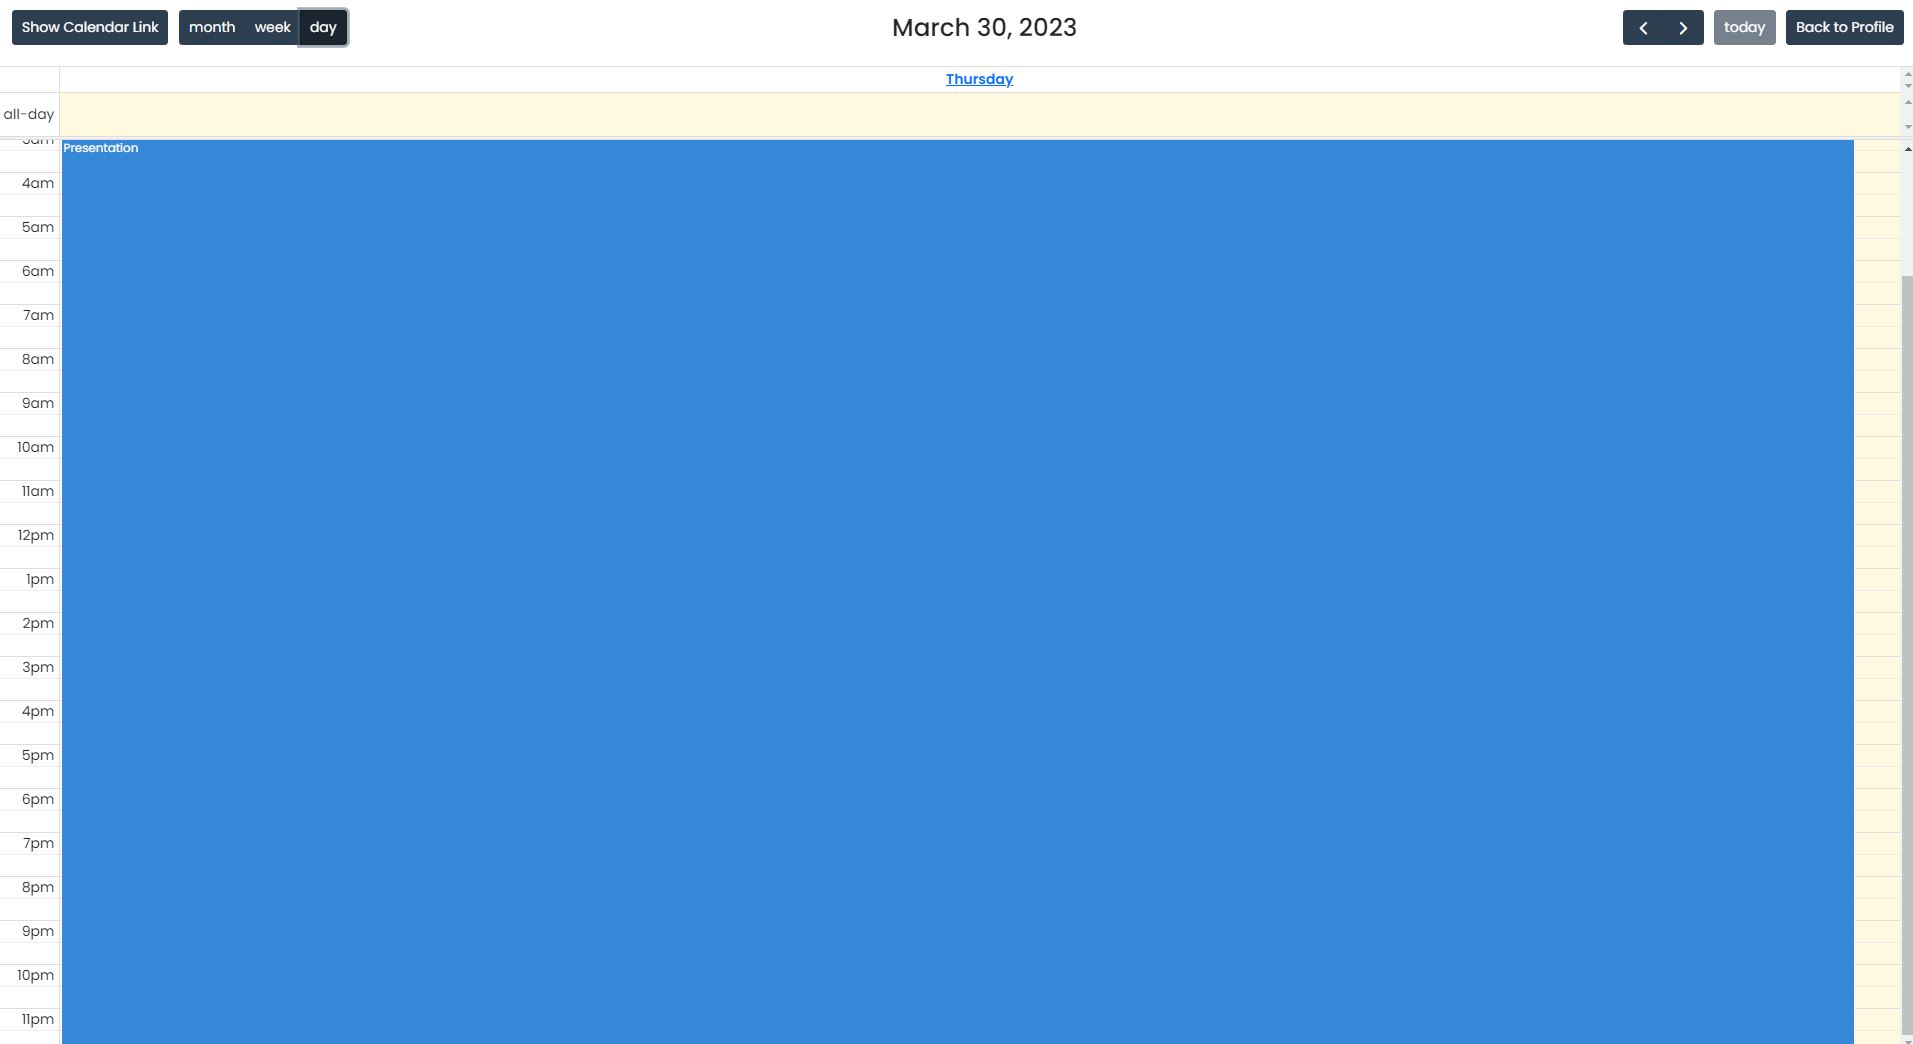 Show Calendar Link month week day March 30, 2023 today Back to Profile
Thursday
all-day
3am
Presentation
4am
5am
6am
7am
8am
9am
10am
11am
12pm
1pm
2pm
3pm
4pm
5pm
6pm
7pm
8pm
9pm
10pm
11pm